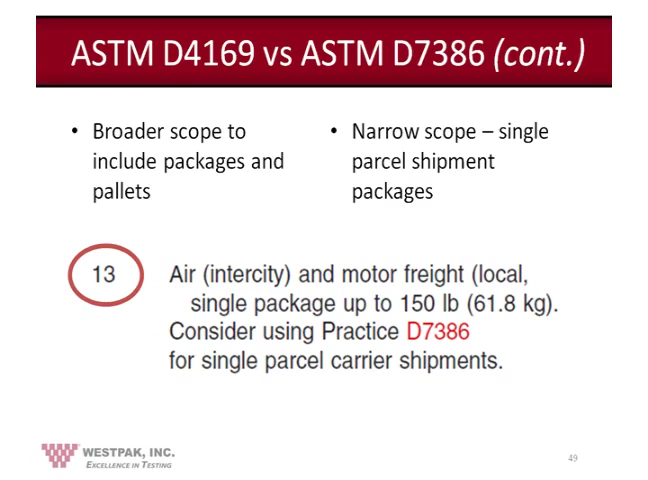 ASTM D4169 vs ASTM D7386 (cont.)
• Broader scope to
include packages and
pallets
• Narrow scope – single
parcel shipment
packages
13 Air (intercity) and motor freight (local,
single package up to 150 lb (61.8 kg).
Consider using Practice D7386
for single parcel carrier shipments.
WESTPAK, INC.
EXCELLENCE IN TESTING
49